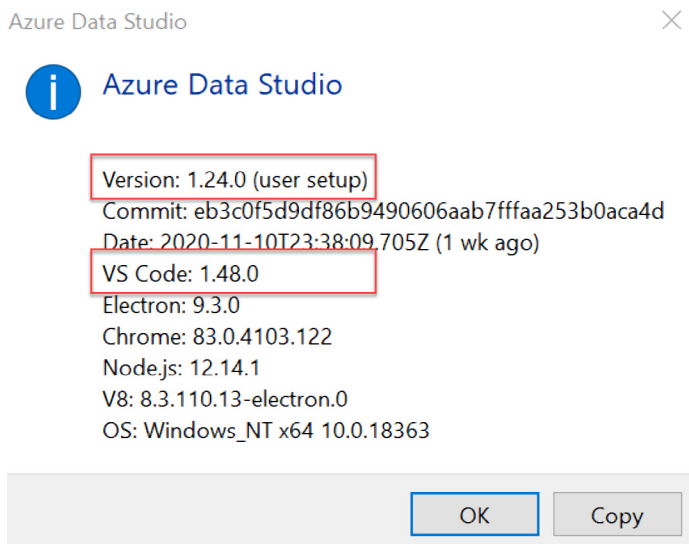 Azure Data Studio
Azure Data Studio
Version: 1.24.0 (user setup)
Commit: eb3c0f5d9df86b9490606aab7fffaa253b0aca4d
Date: 2020-11-10T23:38:09.705Z (1 wk ago)
VS Code: 1.48.0
Electron: 9.3.0
Chrome: 83.0.4103.122
Node.js: 12.14.1
V8: 8.3.110.13-electron.0
OS: Windows_NT x64 10.0.18363
OK Copy